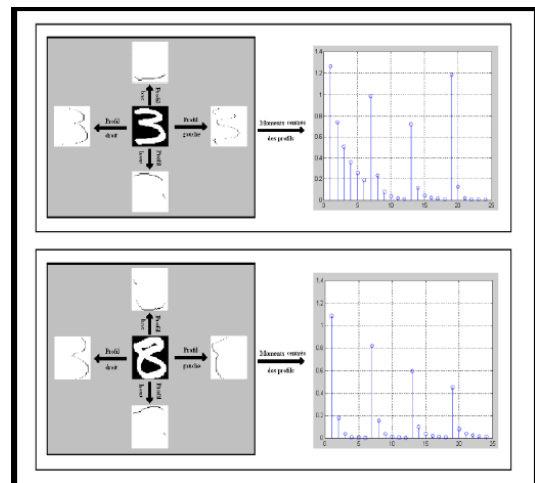 Profil
haut
3
Profil
droit
Profil
gauche
Profil
Moments centrés
des profils
1.4
1.2
1
0.8
0.6
0.4
0.2
0
0 5 10 15 20 25
Profil
haut
8
Profil
droit
Profil
gauche
Profil
Moments centrés
des profils
1.4
1.2
1
0.8
0.6
0.4
0.2
0
0 5 10 15 20 25